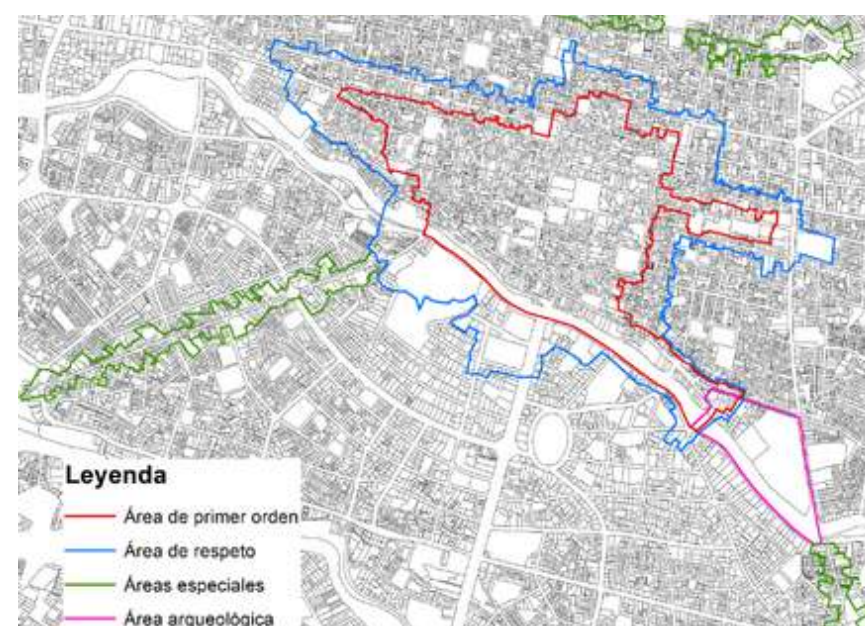 Leyenda
Área de primer orden
Área de respeto
Áreas especiales
Área arqueológica